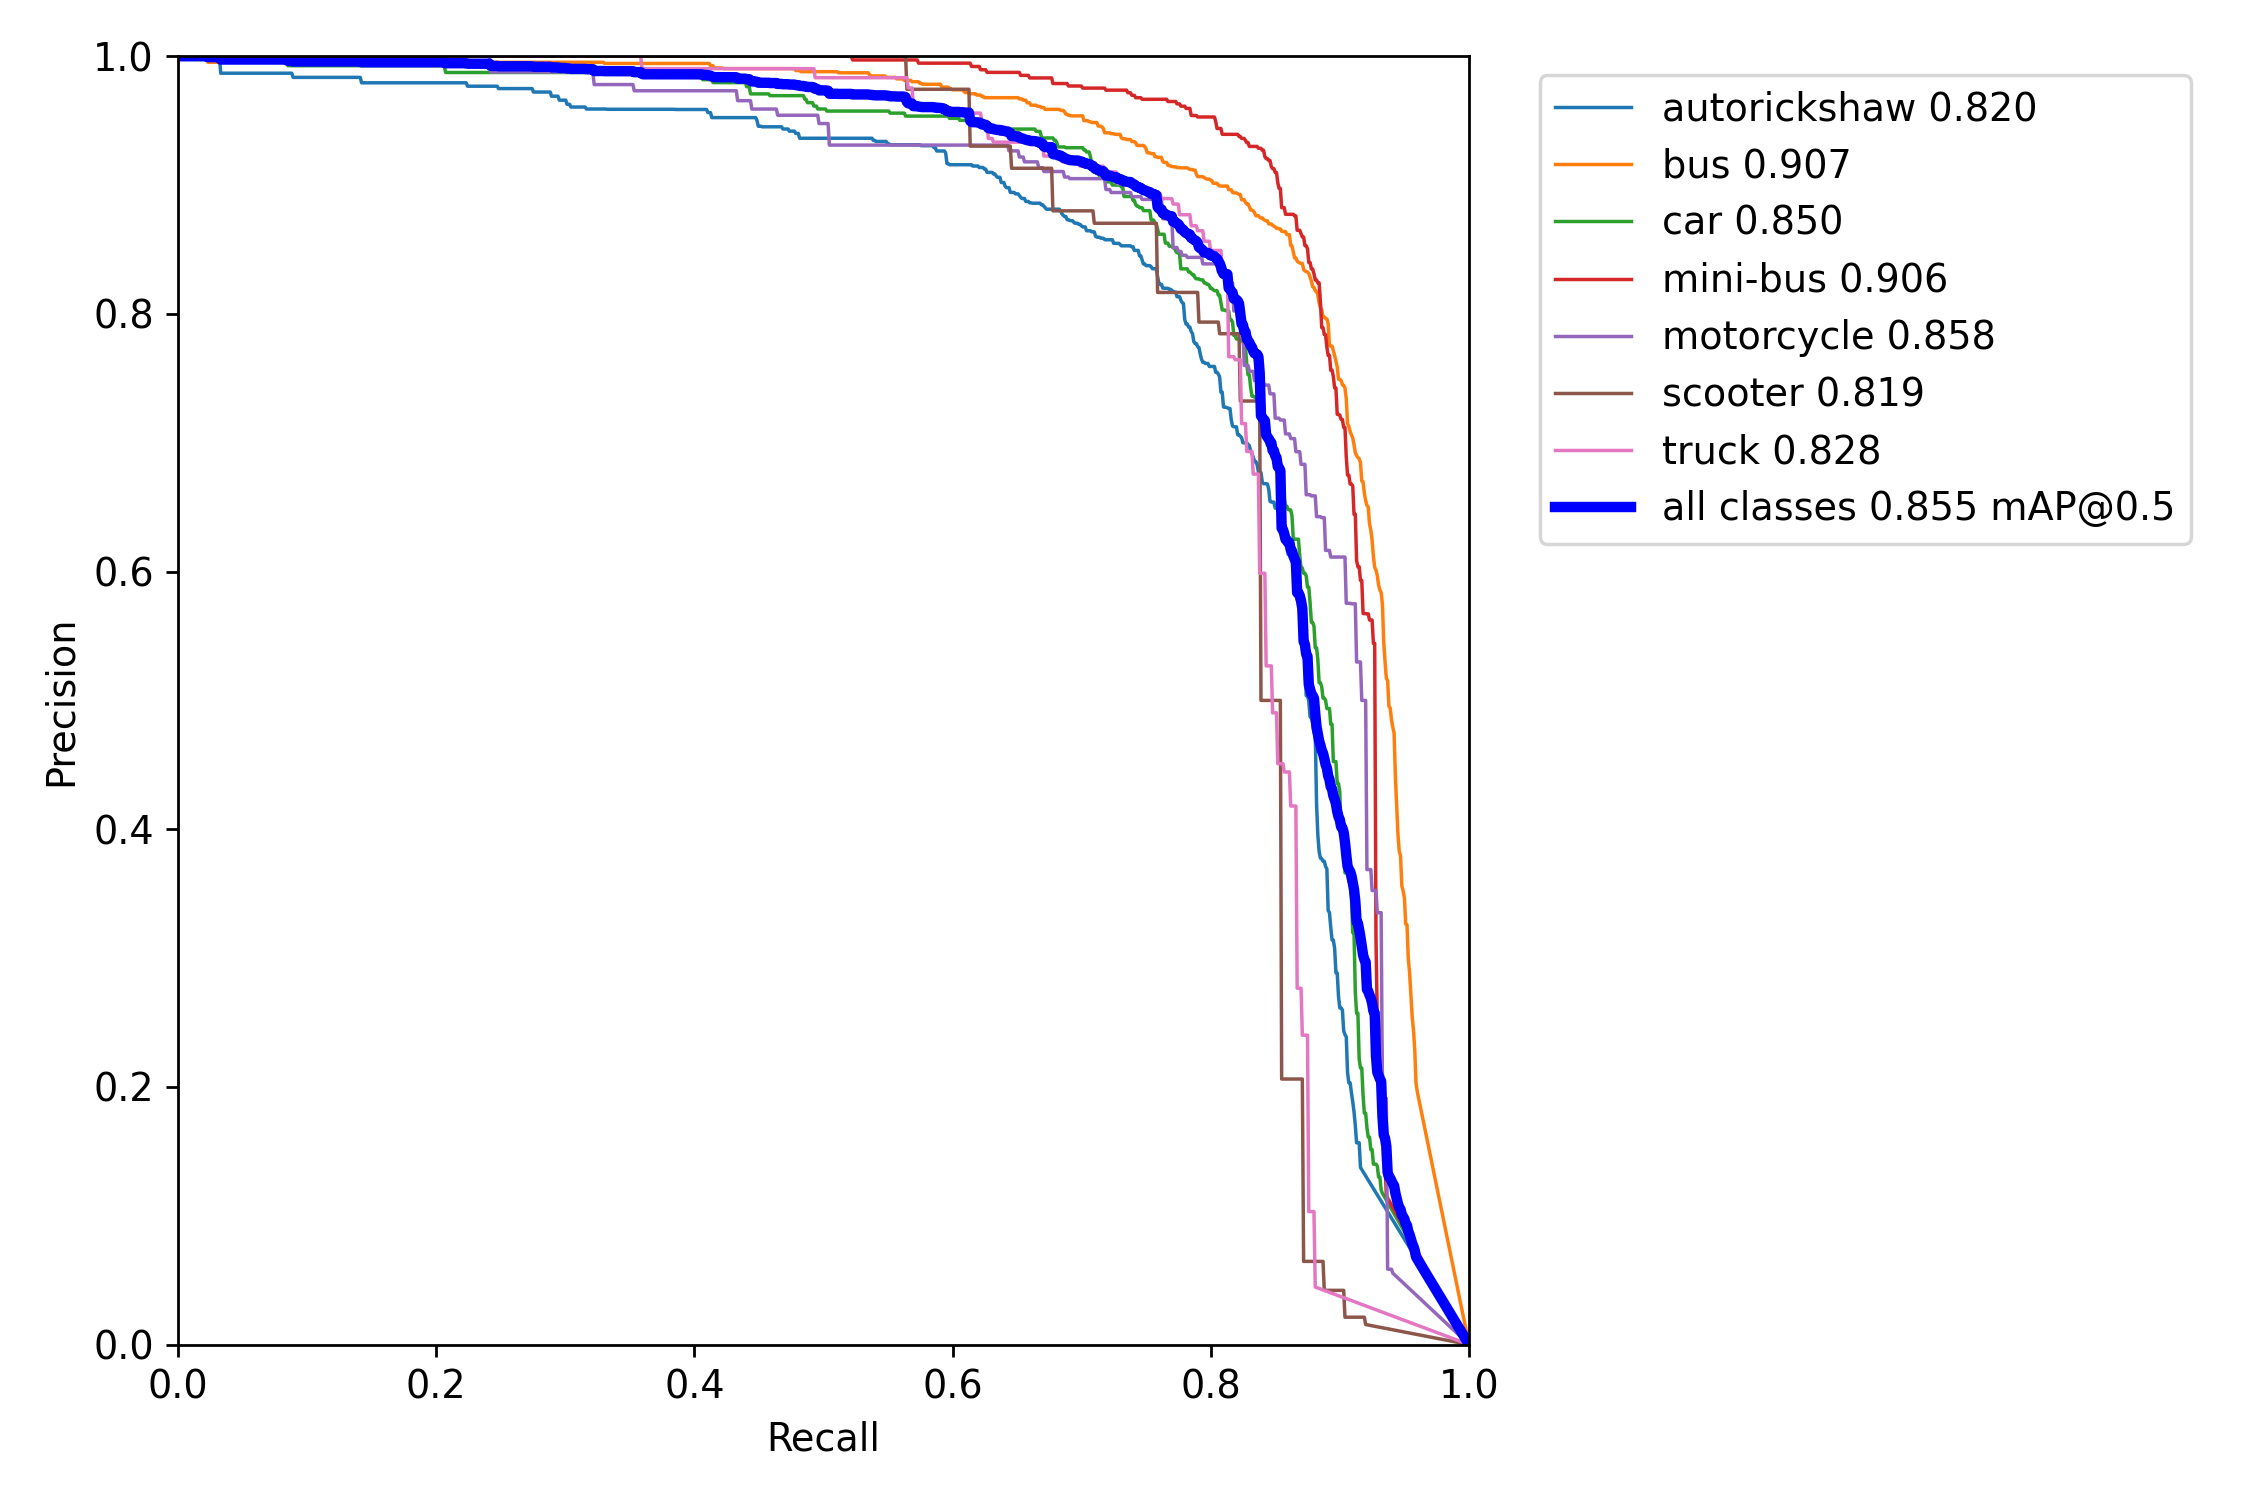 1.0
0.8
0.6
0.4
0.2
0.0
Precision
0.0 0.2 0.4 0.6 0.8 1.0
Recall
autorickshaw 0.820
bus 0.907
car 0.850
mini-bus 0.906
motorcycle 0.858
scooter 0.819
truck 0.828
all classes 0.855 mAP@0.5